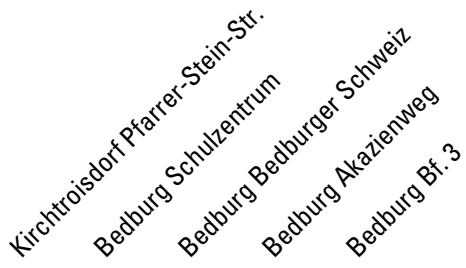 Kirchtroisdorf Pfarrer-Stein-Str.
Bedburg Schulzentrum
Bedburg Bedburger Schweiz
Bedburg Akazienweg
Bedburg Bf. 3